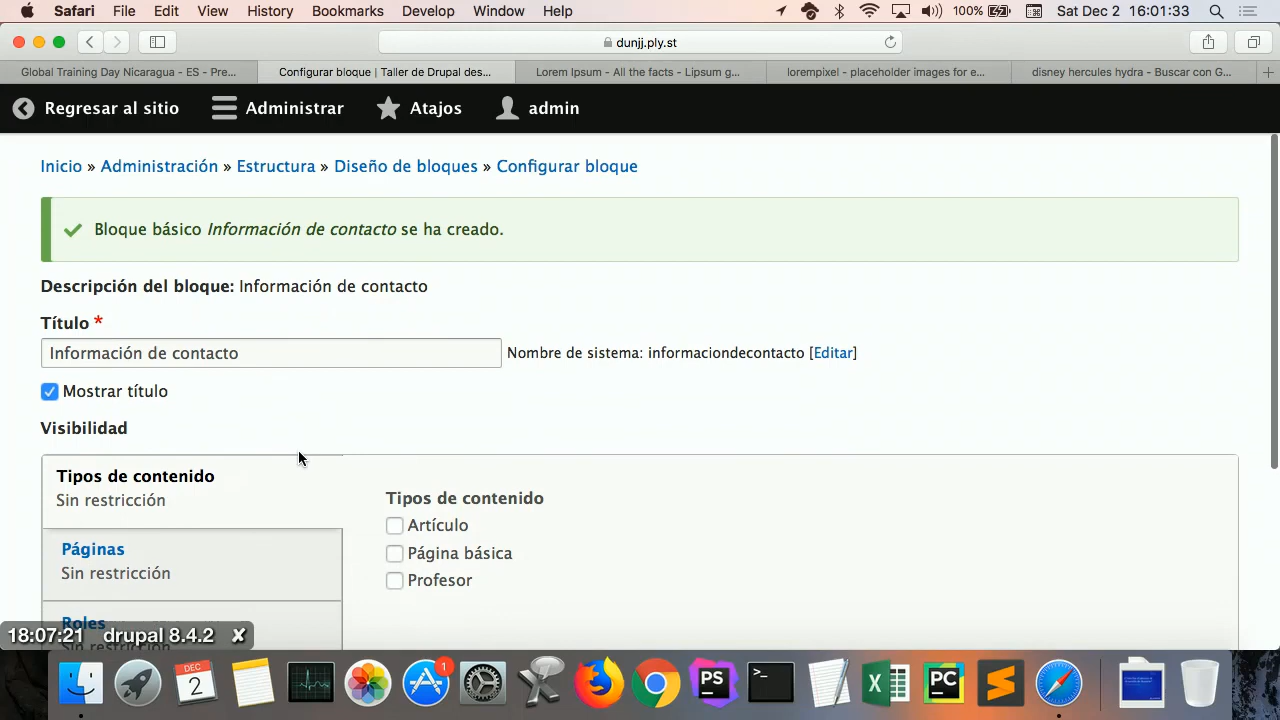 Safari File Edit View History Bookmarks Develop Window Help 100% Sat Dec 2 16:01:33
dunjj.ply.st
Global Training Day Nicaragua - ES - Pre... Configurar bloque | Taller de Drupal des... Lorem Ipsum - All the facts - Lipsum g... lorempixel - placeholder images for e... disney hercules hydra - Buscar con G...
Regresar al sitio Administrar Atajos admin
Inicio » Administración » Estructura » Diseño de bloques » Configurar bloque
Bloque básico Información de contacto se ha creado.
Descripción del bloque: Información de contacto
Título *
Información de contacto Nombre de sistema: informaciondecontacto [Editar]
Mostrar título
Visibilidad
Tipos de contenido
Sin restricción
Tipos de contenido
Artículo
Página básica
Profesor
Páginas
Sin restricción
Roles
Sin restricción
18:07:21 drupal 8.4.2 ✘
DEC
2
1
PS
PC